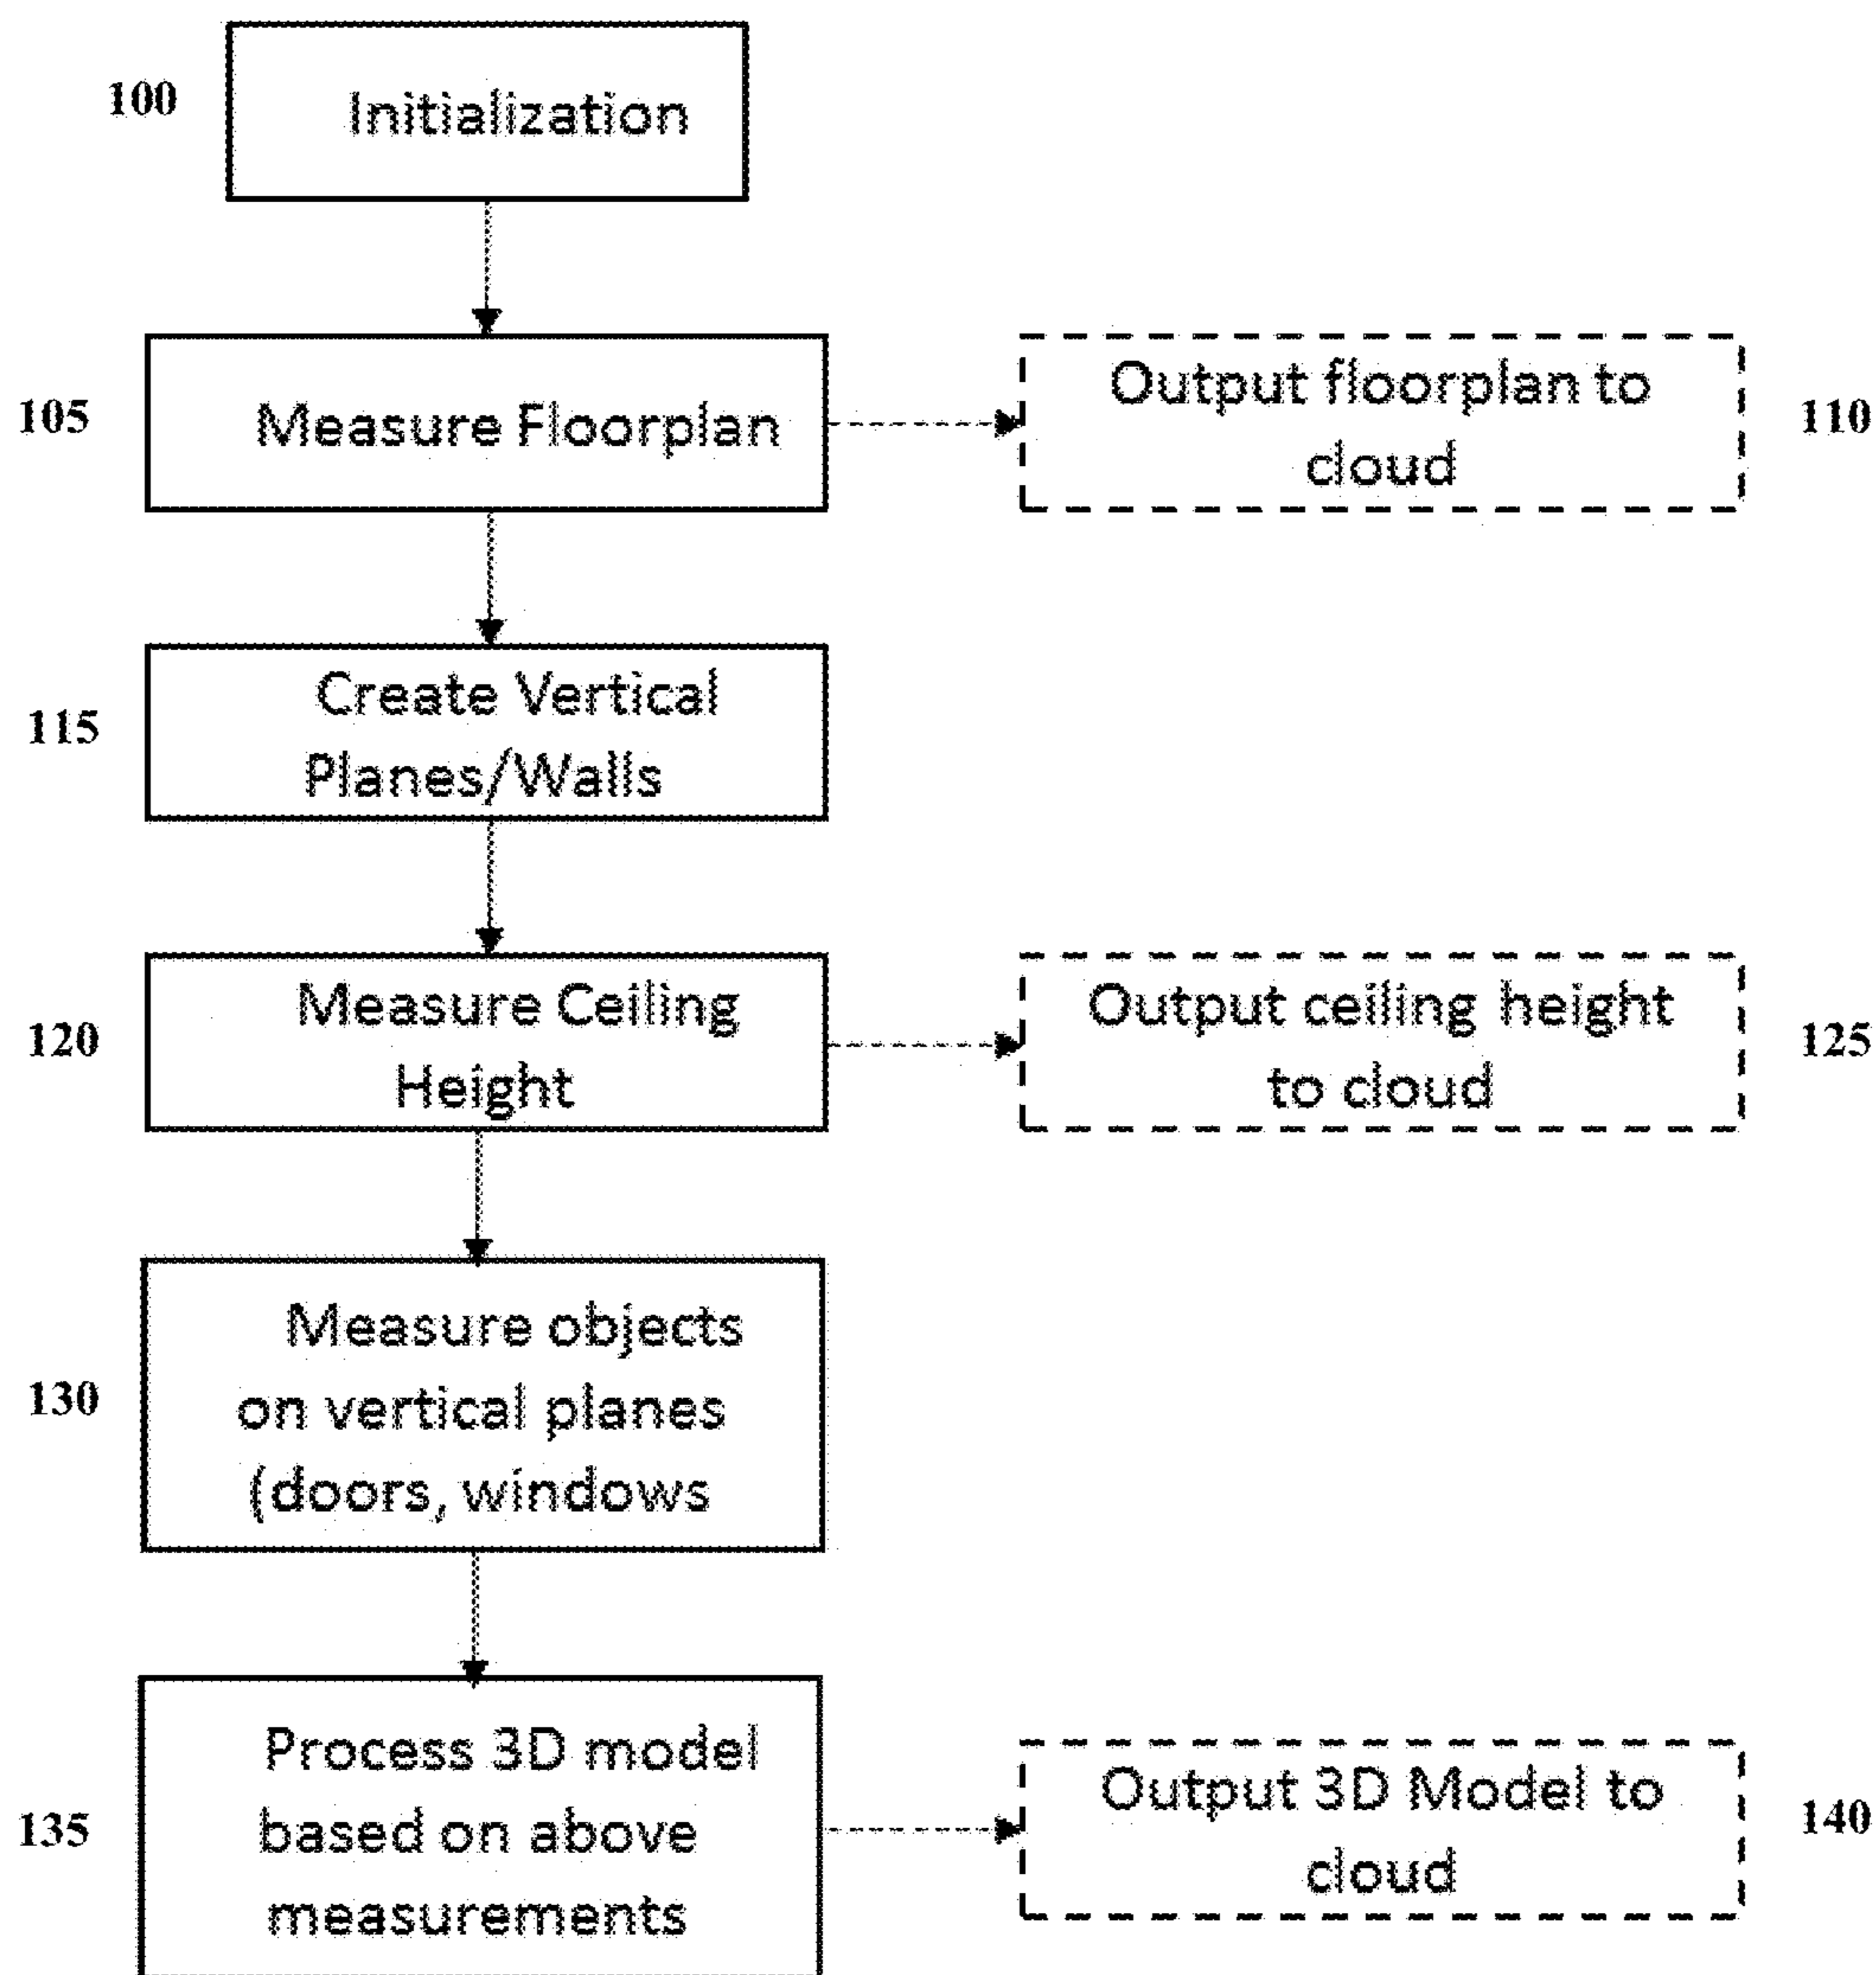 100
Initialization
105
Measure Floorplan
Output floorplan to
cloud
110
115
Create Vertical
Planes/Walls
120
Measure Ceiling
Height
Output ceiling height
to cloud
125
130
Measure objects
on vertical planes
(doors, windows
135
Process 3D model
based on above
measurements
Output 3D Model to
cloud
140